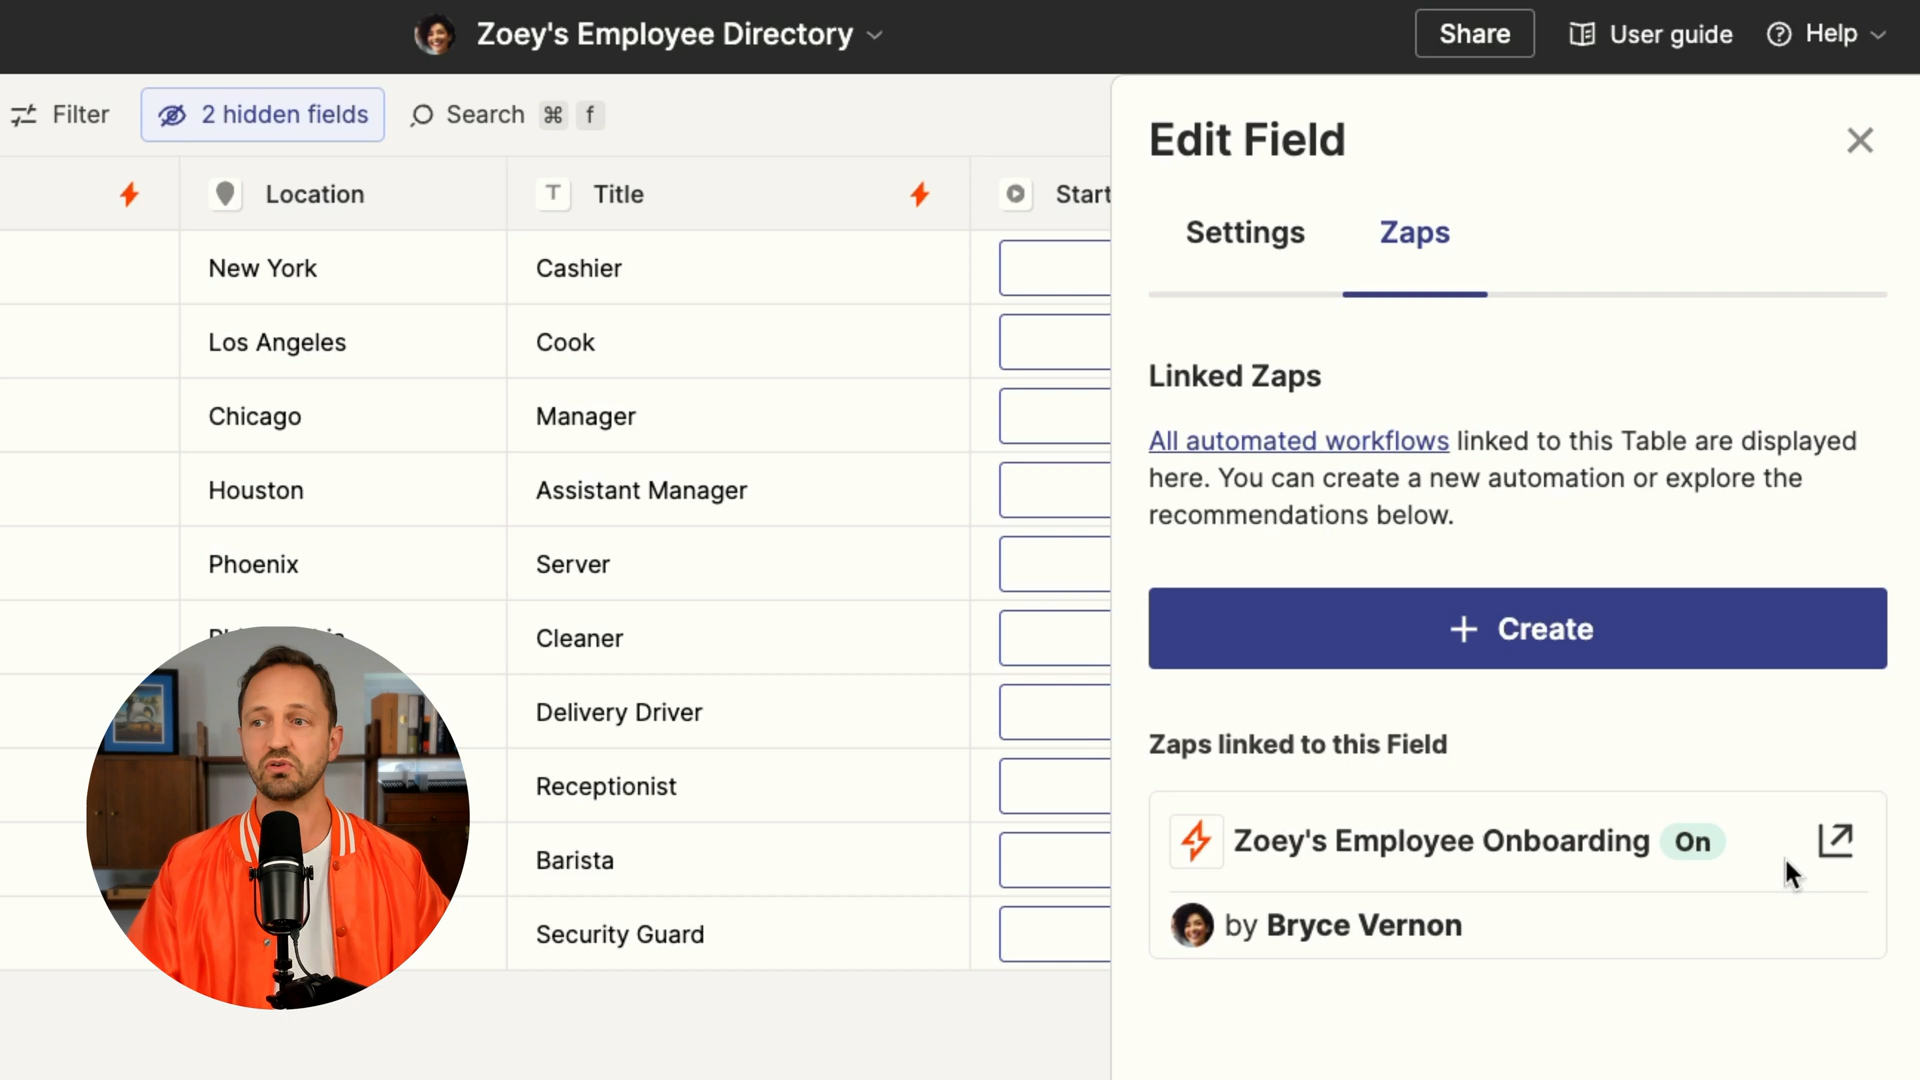 Zoey's Employee Directory
Share
User guide
Help
Filter
2 hidden fields
Search ⌘ f
Location
T Title
Start
New York Cashier
Los Angeles Cook
Chicago Manager
Houston Assistant Manager
Phoenix Server
Cleaner
Delivery Driver
Receptionist
Barista
Security Guard
Edit Field
Settings Zaps
Linked Zaps
All automated workflows linked to this Table are displayed
here. You can create a new automation or explore the
recommendations below.
+ Create
Zaps linked to this Field
Zoey's Employee Onboarding On
by Bryce Vernon